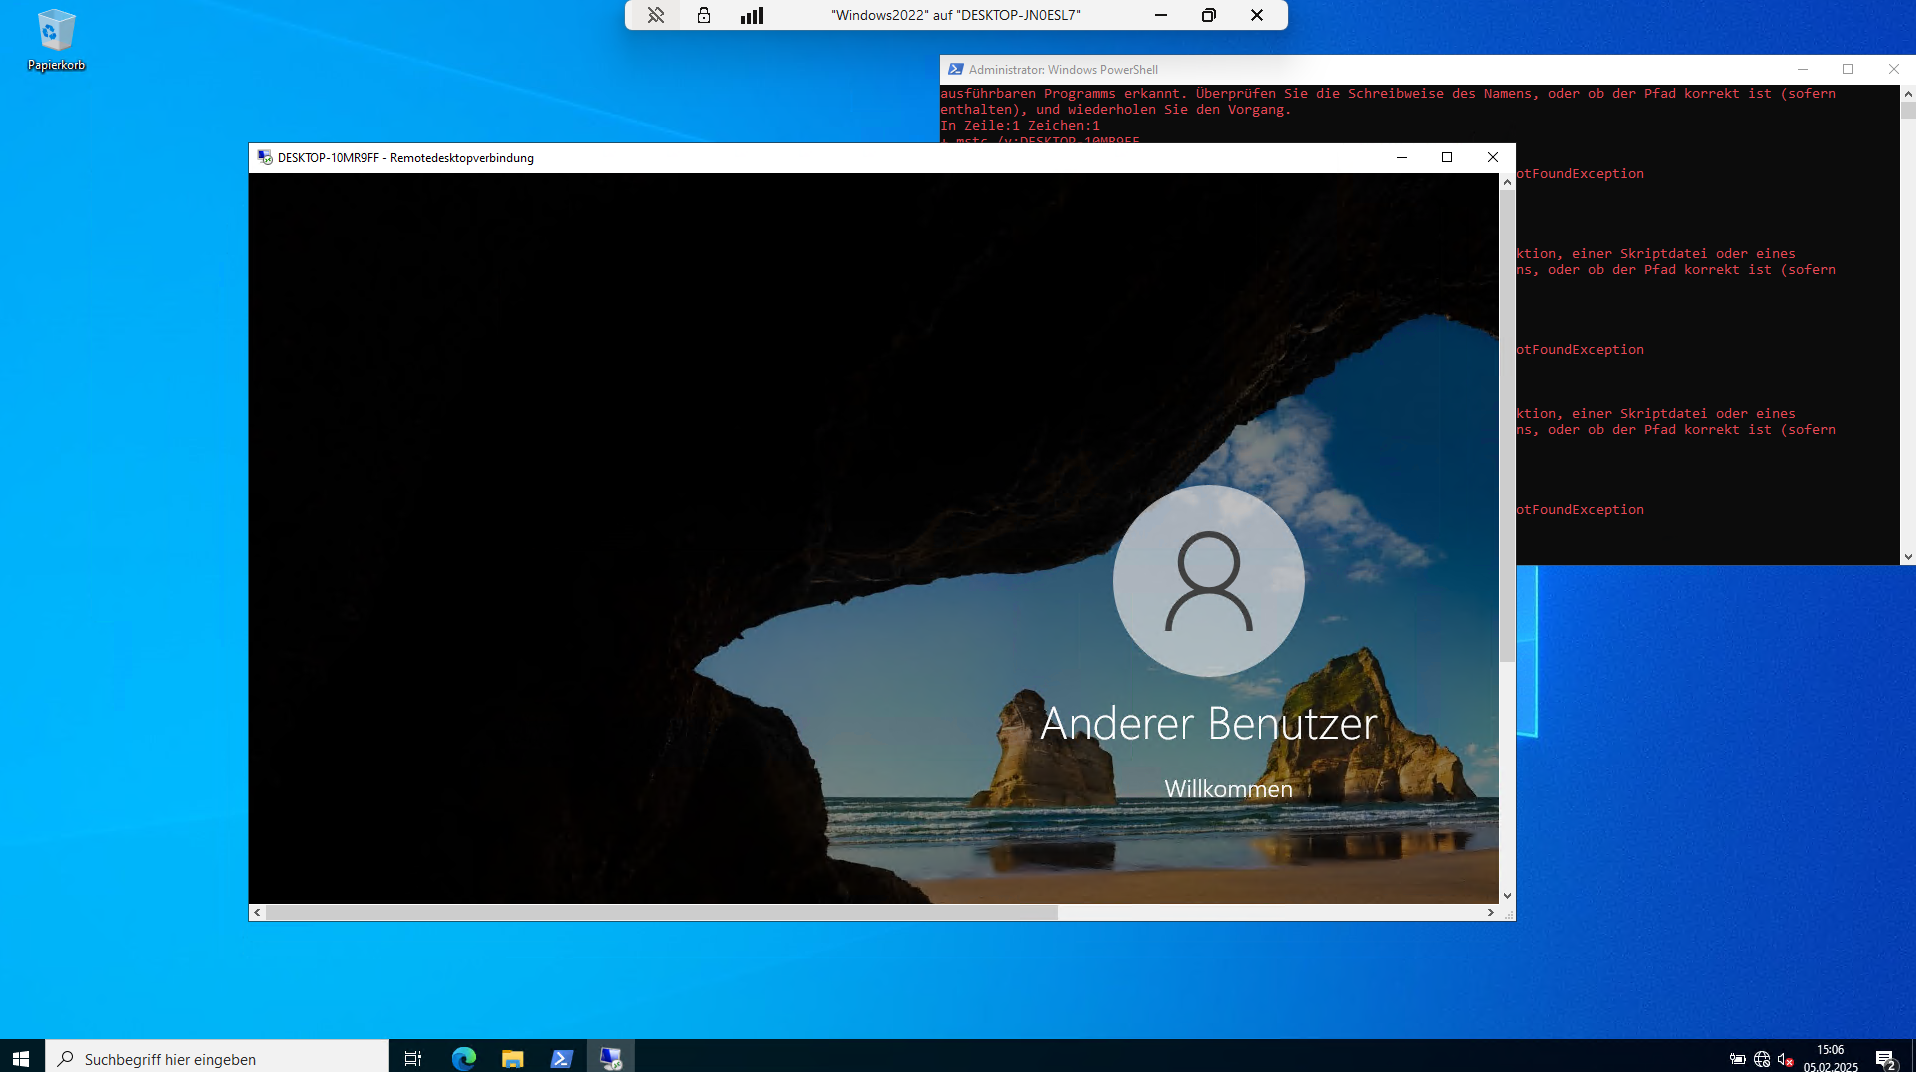 "Windows2022" auf "DESKTOP-JN0ESL7"
Papierkorb
Administrator: Windows PowerShell
ausführbaren Programms erkannt. Überprüfen Sie die Schreibweise des Namens, oder ob der Pfad korrekt ist (sofern
enthalten), und wiederholen Sie den Vorgang.
In Zeile:1 Zeichen:1
+ mstc /v:DESKTOP-10MR9FF
DESKTOP-10MR9FF - Remotedesktopverbindung
otFoundException
ktion, einer Skriptdatei oder eines
ns, oder ob der Pfad korrekt ist (sofern
otFoundException
ktion, einer Skriptdatei oder eines
ns, oder ob der Pfad korrekt ist (sofern
otFoundException
Anderer Benutzer
Willkommen
Suchbegriff hier eingeben
15:06
05.02.2025
2